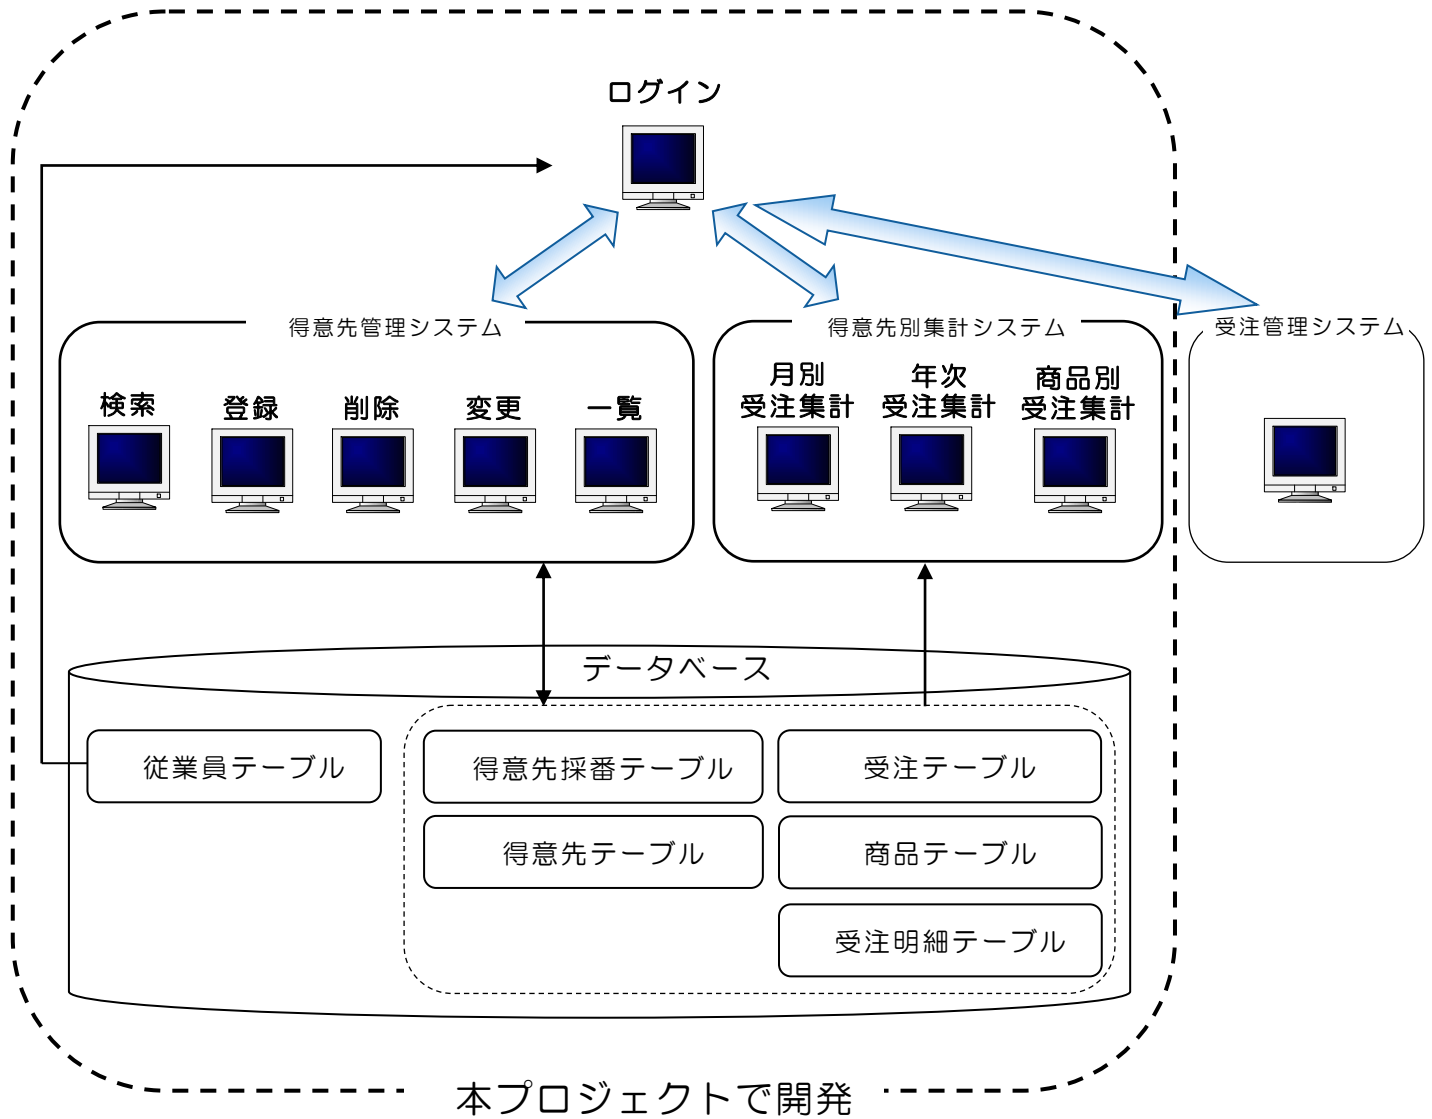 ログイン
得意先管理システム
得意先別集計システム
受注管理システム
検索
登録
削除
変更
一覧
月別
受注集計
年次
受注集計
商品別
受注集計
データベース
従業員テーブル
得意先採番テーブル
受注テーブル
得意先テーブル
商品テーブル
受注明細テーブル
本プロジェクトで開発